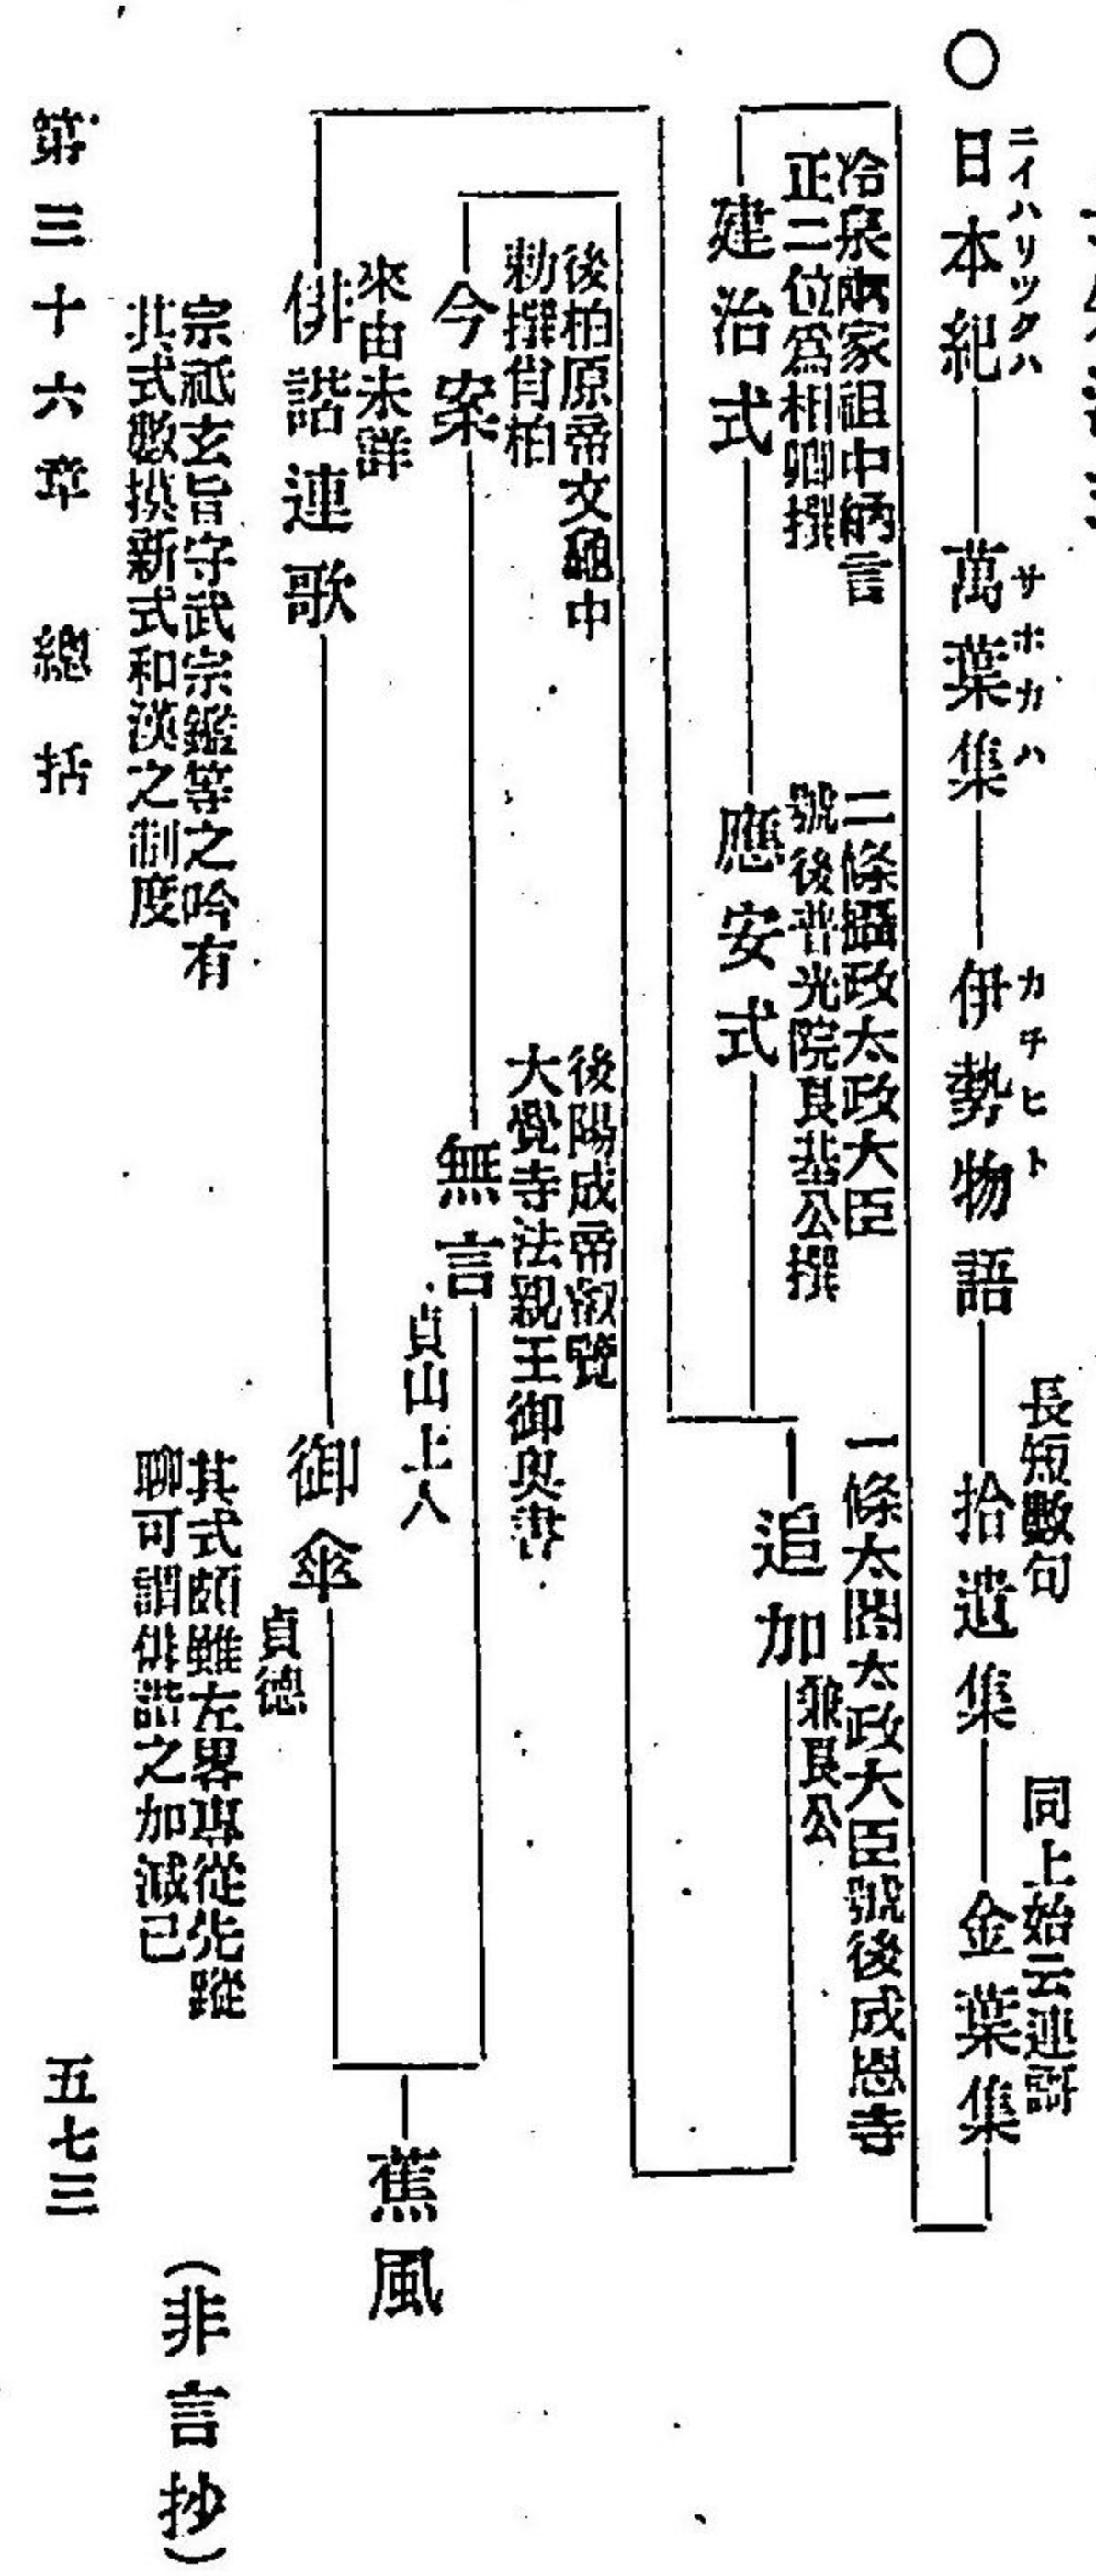 ニイハリツクハ
○日本紀
サホカハ
萬葉集
カチヒト
伊勢物語
長短數句
拾遺集
同上始云連謌
金葉集
冷泉兩家祖中納言
正二位爲相卿撰
建治式
二條攝政太政大臣
號後普光院良基公撰
應安式
一條太閤太政大臣號後成恩寺
兼良公
追加
後柏原帝文龜中
勅撰肖柏
今案
後陽成帝叡覽
大覺寺法親王御奥書
無言
貞山上人
來由未詳
俳諧連歌
宗祇玄旨守武宗鑑等之吟有
其式數摸新式和漢之制度
御傘
貞德
其式頗雖左畧專從先蹤
聊可謂俳諧之加減已
蕉風
(非言抄)
第三十六章 總括
五七三